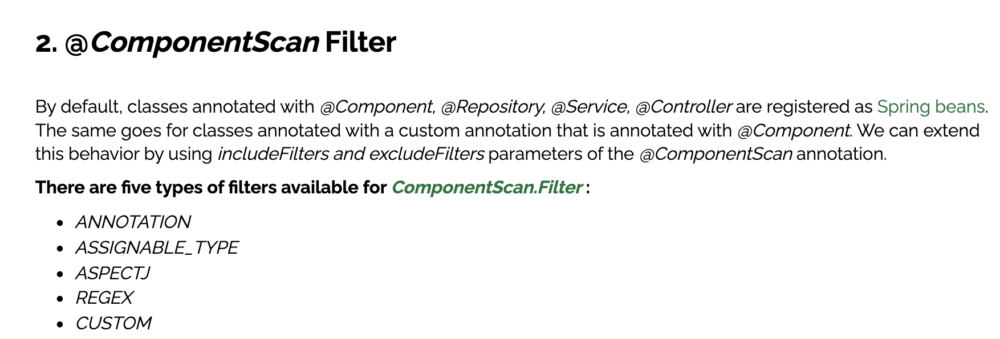 2. @ComponentScan Filter
By default, classes annotated with @Component, @Repository, @Service, @Controller are registered as Spring beans.
The same goes for classes annotated with a custom annotation that is annotated with @Component. We can extend
this behavior by using includeFilters and excludeFilters parameters of the @ComponentScan annotation.
There are five types of filters available for ComponentScan.Filter :
• ANNOTATION
• ASSIGNABLE_TYPE
• ASPECTJ
• REGEX
• CUSTOM